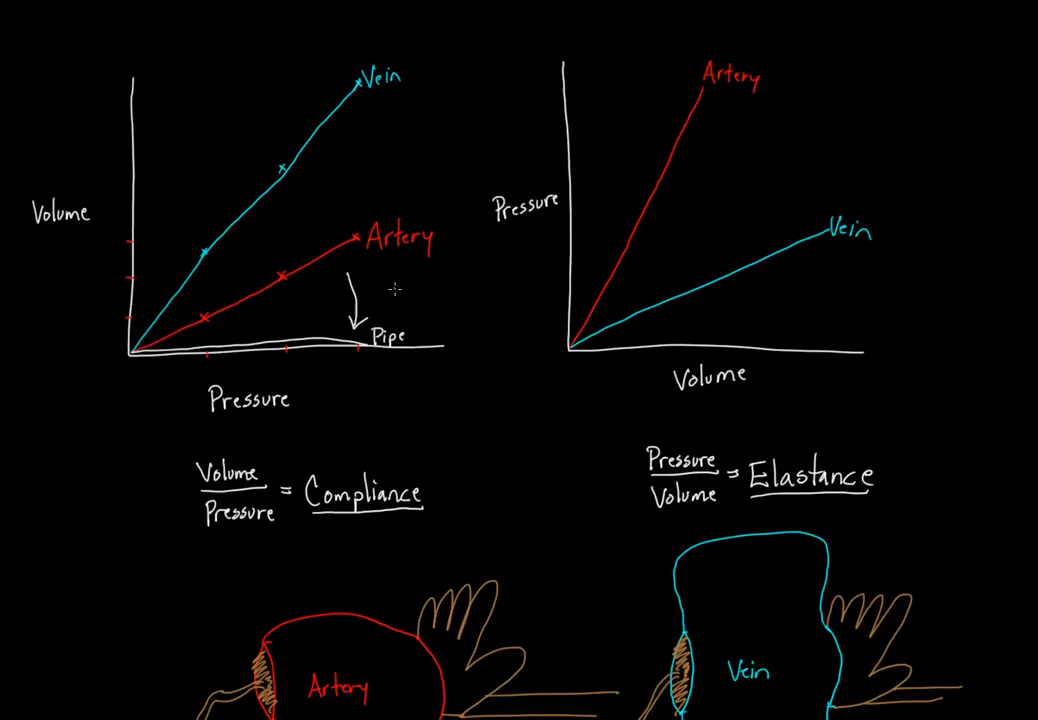 Vein
Artery
Volume
Pipe
Pressure
Artery
Pressure
Vein
Volume
Volume
Pressure
= Compliance
Pressure
Volume
= Elastance
Artery
Vein